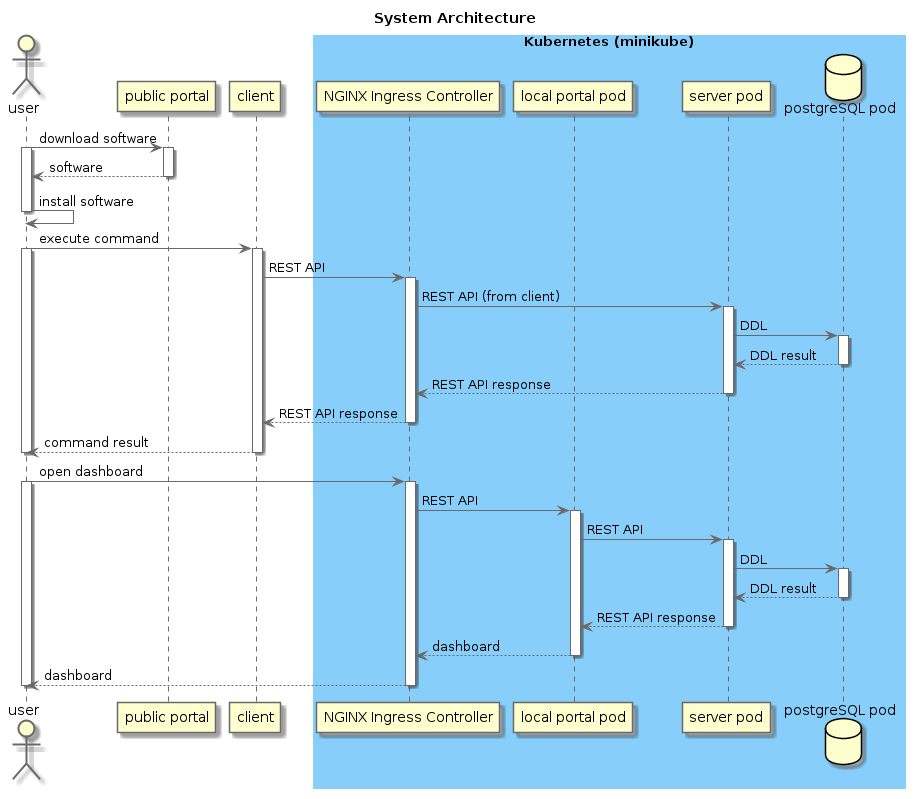 System Architecture
Kubernetes (minikube)
user
public portal
client
NGINX Ingress Controller
local portal pod
server pod
postgreSQL pod
download software
software
install software
execute command
REST API
REST API (from client)
DDL
DDL result
REST API response
REST API response
command result
open dashboard
REST API
REST API
DDL
DDL result
REST API response
dashboard
dashboard
user
public portal
client
NGINX Ingress Controller
local portal pod
server pod
postgreSQL pod